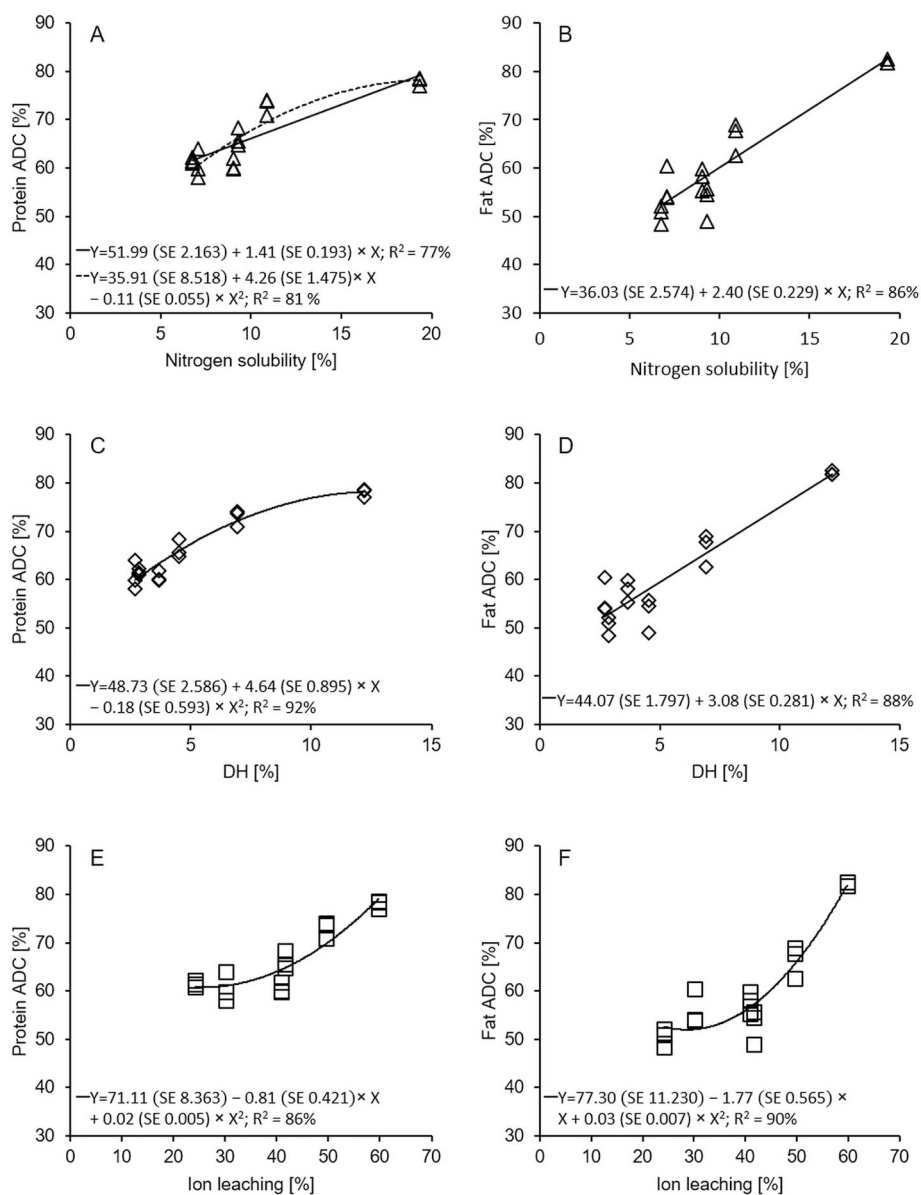 A
Protein ADC [%]
90
80
70
60
50
40
30
Y=51.99 (SE 2.163) + 1.41 (SE 0.193) × X; R² = 77%
Y=35.91 (SE 8.518) + 4.26 (SE 1.475) × X
− 0.11 (SE 0.055) × X²; R² = 81 %
0 5 10 15 20
Nitrogen solubility [%]
B
Fat ADC [%]
90
80
70
60
50
40
30
Y=36.03 (SE 2.574) + 2.40 (SE 0.229) × X; R² = 86%
0 5 10 15 20
Nitrogen solubility [%]
C
Protein ADC [%]
90
80
70
60
50
40
30
Y=48.73 (SE 2.586) + 4.64 (SE 0.895) × X
− 0.18 (SE 0.593) × X²; R² = 92%
0 5 10 15
DH [%]
D
Fat ADC [%]
90
80
70
60
50
40
30
Y=44.07 (SE 1.797) + 3.08 (SE 0.281) × X; R² = 88%
0 5 10 15
DH [%]
E
Protein ADC [%]
90
80
70
60
50
40
30
Y=71.11 (SE 8.363) − 0.81 (SE 0.421) × X
+ 0.02 (SE 0.005) × X²; R² = 86%
0 10 20 30 40 50 60 70
Ion leaching [%]
F
Fat ADC [%]
90
80
70
60
50
40
30
Y=77.30 (SE 11.230) − 1.77 (SE 0.565) ×
X + 0.03 (SE 0.007) × X²; R² = 90%
0 10 20 30 40 50 60 70
Ion leaching [%]